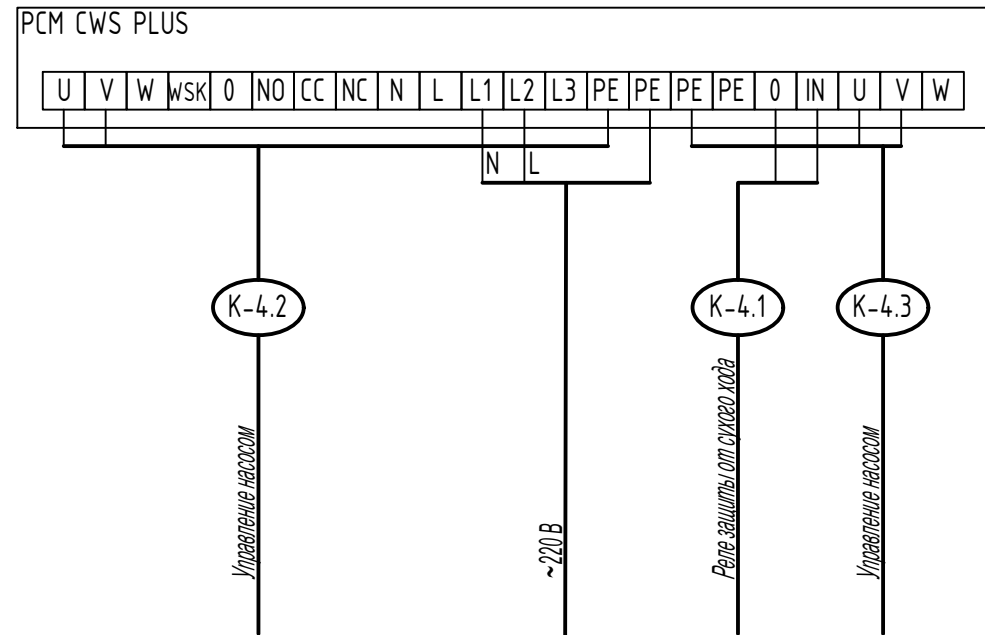 PCM CWS PLUS
U V W WSK 0 NO CC NC N L L1 L2 L3 PE PE PE PE 0 IN U V W
N L
K-4.2 K-4.1 K-4.3
Управление насосом
~220 В
Реле защиты от сухого хода
Управление насосом